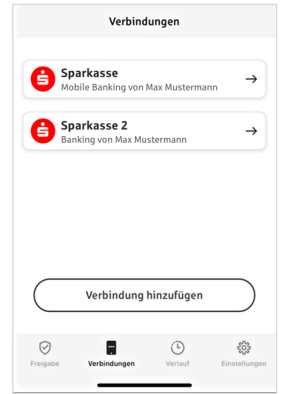 Verbindungen
Sparkasse
Mobile Banking von Max Mustermann
Sparkasse 2
Banking von Max Mustermann
Verbindung hinzufügen
Freigabe Verbindungen Verlauf Einstellungen